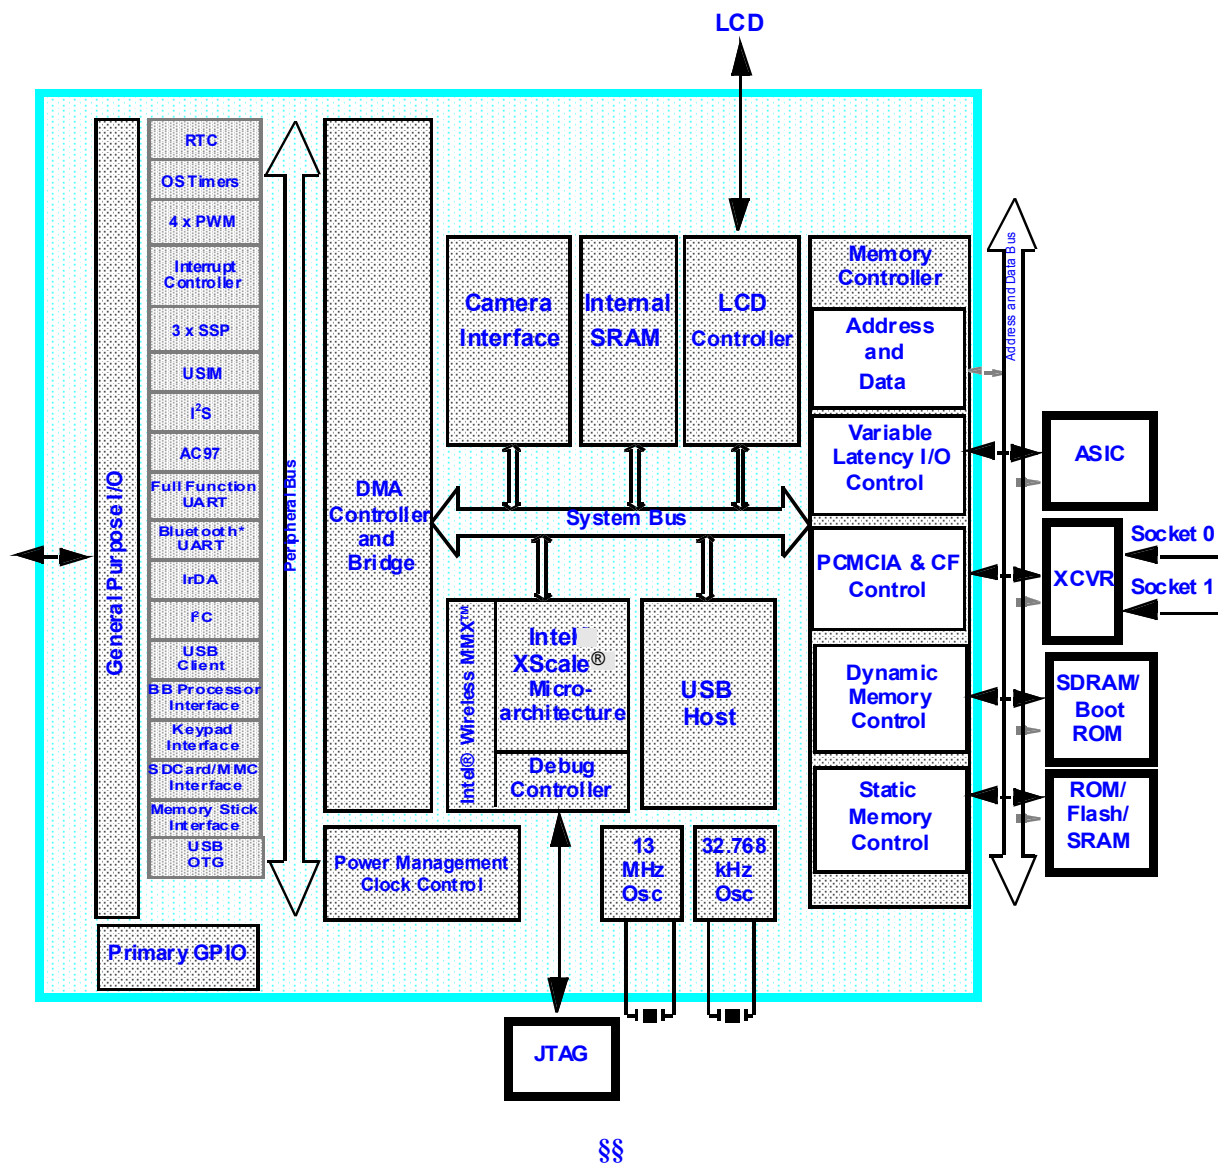 LCD
General Purpose I/O
RTC
OS Timers
4 x PWM
Interrupt
Controller
3 x SSP
USIM
I²S
AC97
Full Function
UART
Bluetooth*
UART
IrDA
I²C
USB
Client
BB Processor
Interface
Keypad
Interface
SDCard/MMC
Interface
Memory Stick
Interface
USB
OTG
Primary GPIO
Peripheral Bus
DMA
Controller
and
Bridge
Power Management
Clock Control
Camera
Interface
Internal
SRAM
LCD
Controller
System Bus
Intel® Wireless MMX™
Intel
XScale®
Micro-
architecture
Debug
Controller
USB
Host
13
MHz
Osc
32.768
kHz
Osc
JTAG
Memory
Controller
Address
and
Data
Variable
Latency I/O
Control
PCMCIA & CF
Control
Dynamic
Memory
Control
Static
Memory
Control
Address and Data Bus
ASIC
XCVR
Socket 0
Socket 1
SDRAM/
Boot
ROM
ROM/
Flash/
SRAM
§§